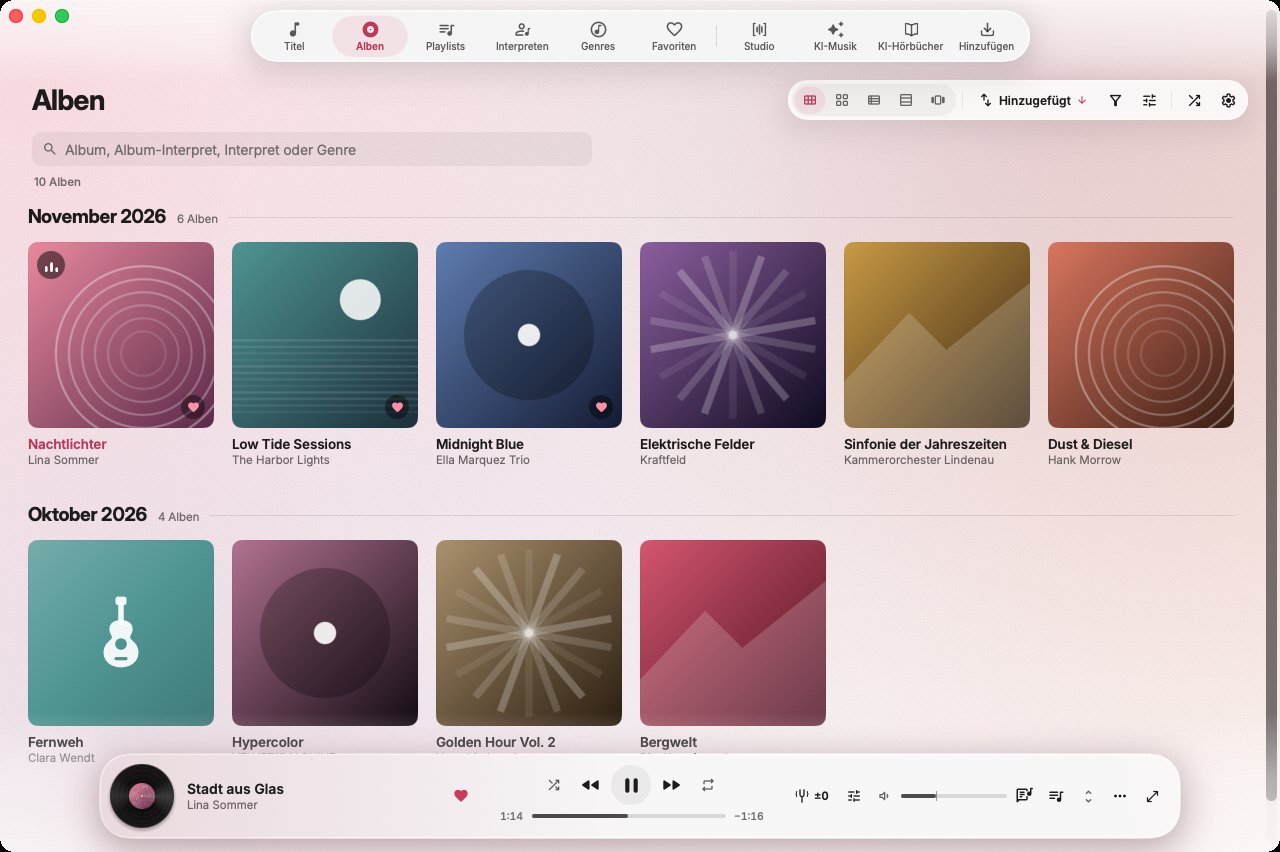 Titel
Alben
Playlists
Interpreten
Genres
Favoriten
Studio
KI-Musik
KI-Hörbücher
Hinzufügen
Alben
Hinzugefügt
Album, Album-Interpret, Interpret oder Genre
10 Alben
November 2026 6 Alben
Nachtlichter
Lina Sommer
Low Tide Sessions
The Harbor Lights
Midnight Blue
Ella Marquez Trio
Elektrische Felder
Kraftfeld
Sinfonie der Jahreszeiten
Kammerorchester Lindenau
Dust & Diesel
Hank Morrow
Oktober 2026 4 Alben
Fernweh
Clara Wendt
Hypercolor
Golden Hour Vol. 2
Bergwelt
Stadt aus Glas
Lina Sommer
1:14
−1:16
±0